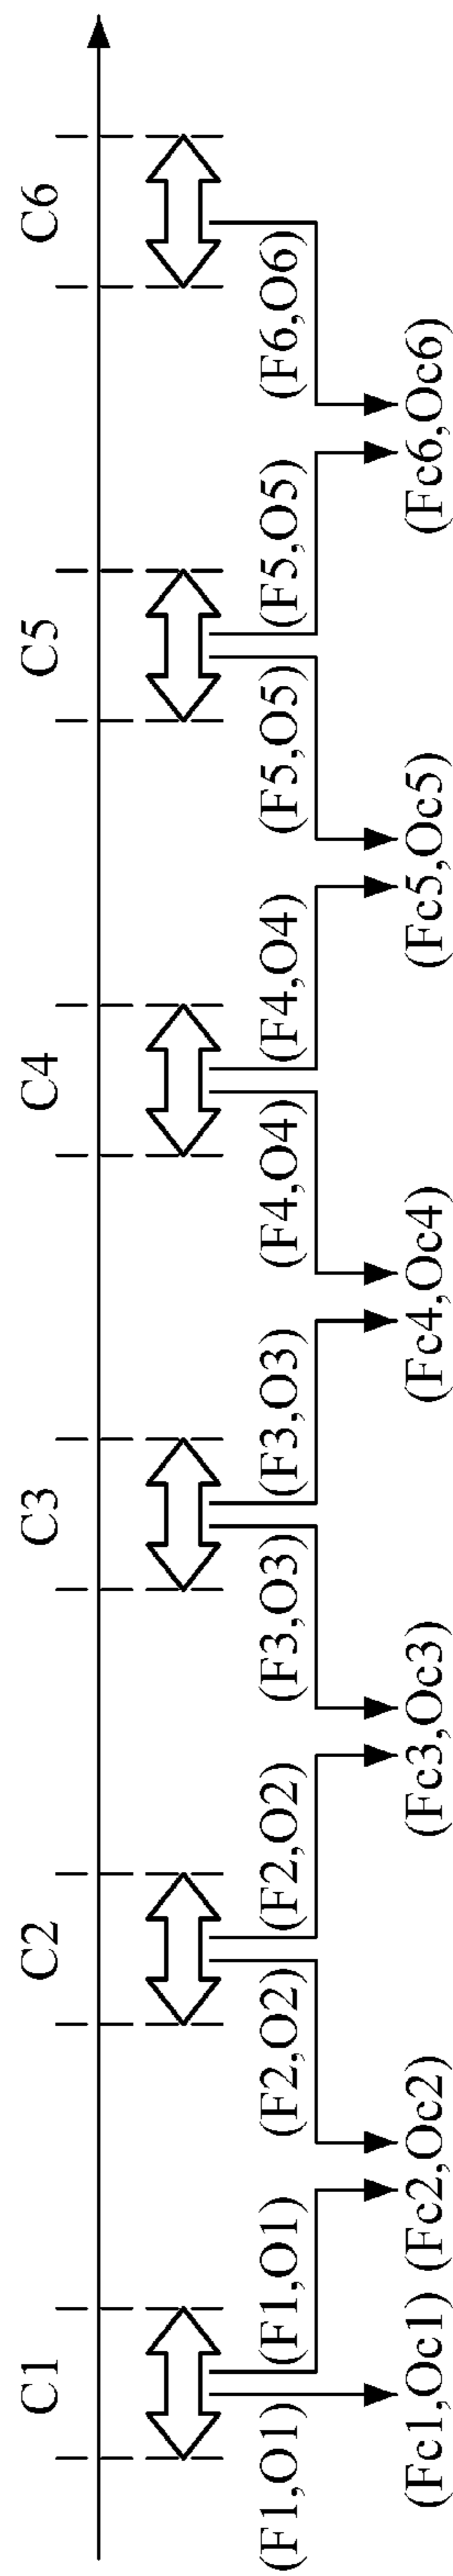 C1
C2
C3
C4
C5
C6
(F1,O1)
(F1,O1)
(F2,O2)
(F2,O2)
(F3,O3)
(F3,O3)
(F4,O4)
(F4,O4)
(F5,O5)
(F5,O5)
(F6,O6)
(Fc1,Oc1)
(Fc2,Oc2)
(Fc3,Oc3)
(Fc4,Oc4)
(Fc5,Oc5)
(Fc6,Oc6)